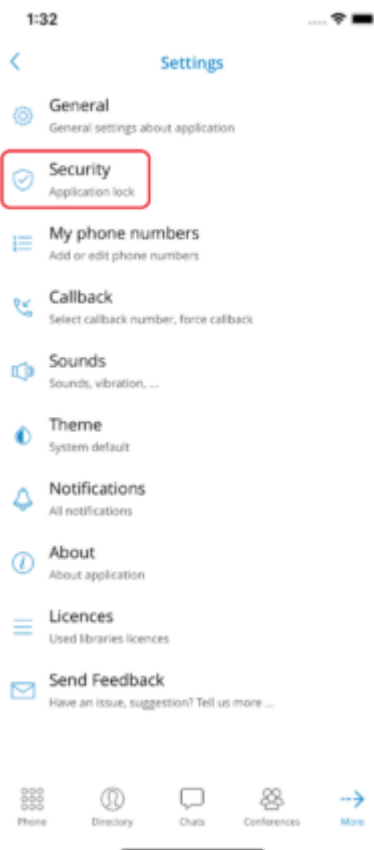 1:32
Settings
General
General settings about application
Security
Application lock
My phone numbers
Add or edit phone numbers
Callback
Select callback number, force callback
Sounds
Sounds, vibration, ...
Theme
System default
Notifications
All notifications
About
About application
Licences
Used libraries licences
Send Feedback
Have an issue, suggestion? Tell us more ...
Phone Directory Chats Conferences More